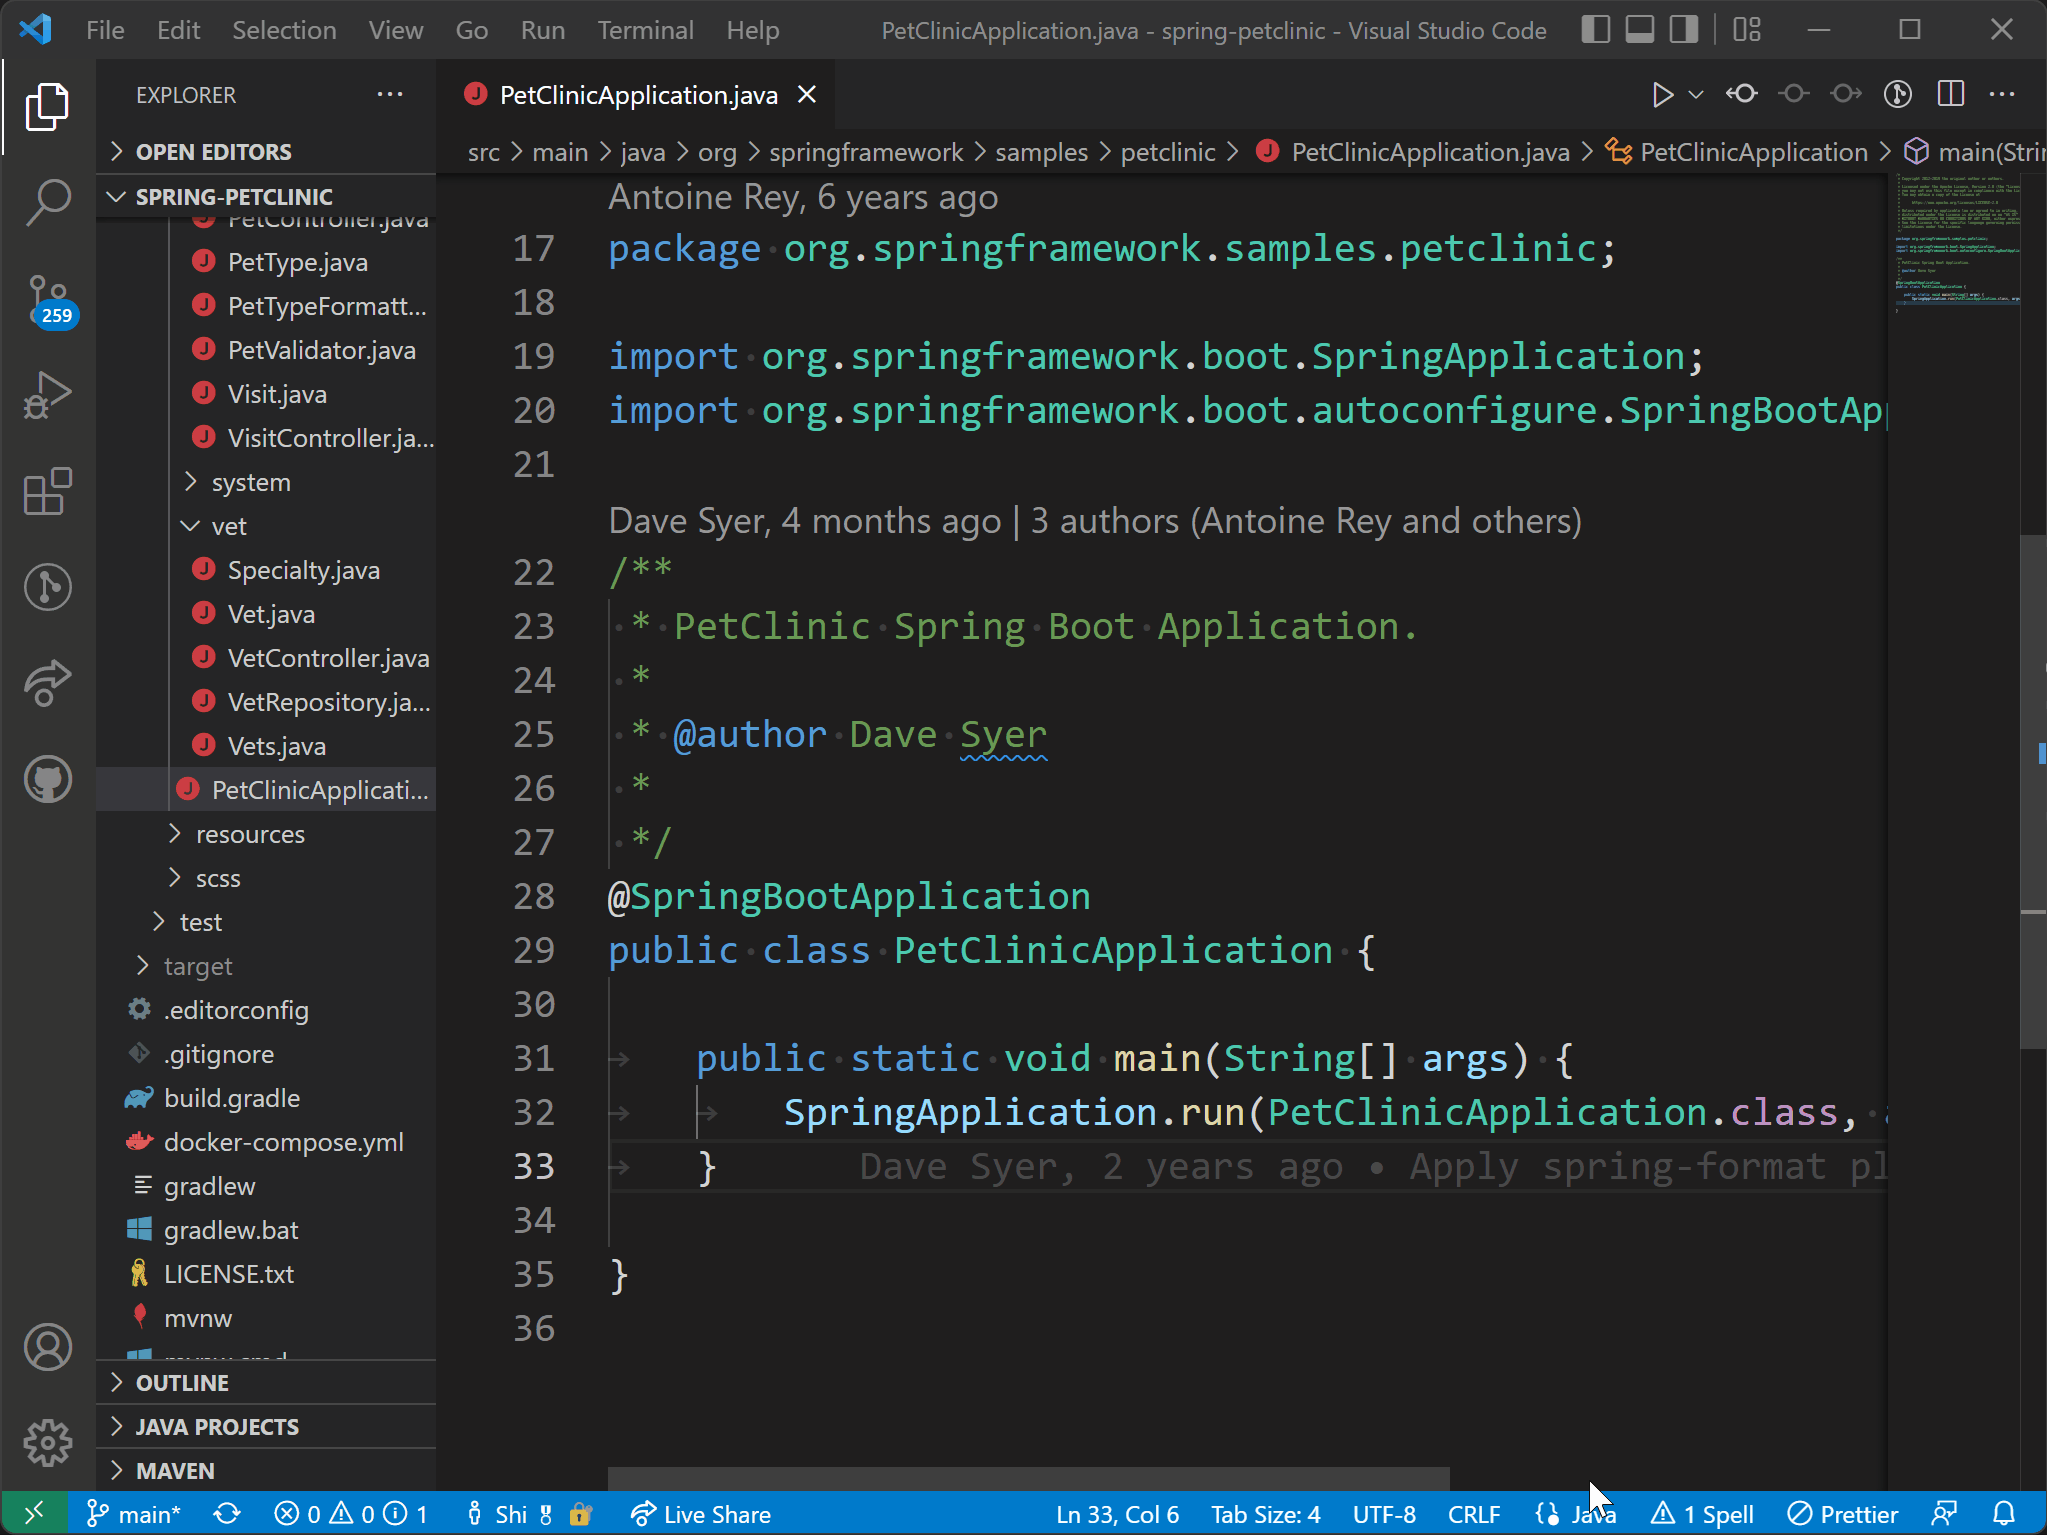 File Edit Selection View Go Run Terminal Help PetClinicApplication.java - spring-petclinic - Visual Studio Code
EXPLORER
OPEN EDITORS
SPRING-PETCLINIC
PetController.java
PetType.java
PetTypeFormatt...
PetValidator.java
Visit.java
VisitController.ja...
system
vet
Specialty.java
Vet.java
VetController.java
VetRepository.ja...
Vets.java
PetClinicApplicati...
resources
scss
test
target
.editorconfig
.gitignore
build.gradle
docker-compose.yml
gradlew
gradlew.bat
LICENSE.txt
mvnw
mvnw.cmd
OUTLINE
JAVA PROJECTS
MAVEN
259
PetClinicApplication.java
src > main > java > org > springframework > samples > petclinic > PetClinicApplication.java > PetClinicApplication > main(Strin
Antoine Rey, 6 years ago
17 package org.springframework.samples.petclinic;
18
19 import org.springframework.boot.SpringApplication;
20 import org.springframework.boot.autoconfigure.SpringBootAp
21
Dave Syer, 4 months ago | 3 authors (Antoine Rey and others)
22 /**
23 * PetClinic Spring Boot Application.
24 *
25 * @author Dave Syer
26 *
27 */
28 @SpringBootApplication
29 public class PetClinicApplication {
30
31 public static void main(String[] args) {
32 SpringApplication.run(PetClinicApplication.class,
33 } Dave Syer, 2 years ago • Apply spring-format pl
34
35 }
36
main* 0 0 1 Shi Live Share Ln 33, Col 6 Tab Size: 4 UTF-8 CRLF Java 1 Spell Prettier